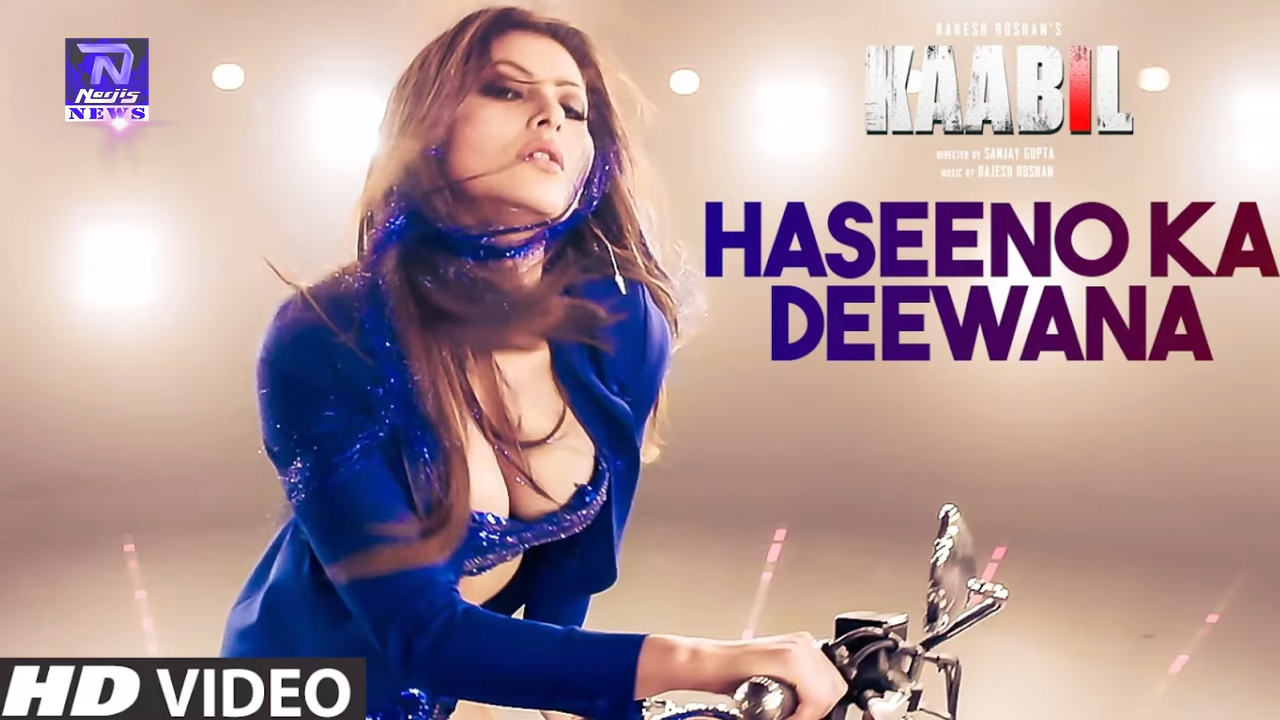 Nerjis
NEWS
RAKESH ROSHAN'S
KAABIL
DIRECTED BY SANJAY GUPTA
MUSIC BY RAJESH ROSHAN
HASEENO KA
DEEWANA
HD VIDEO